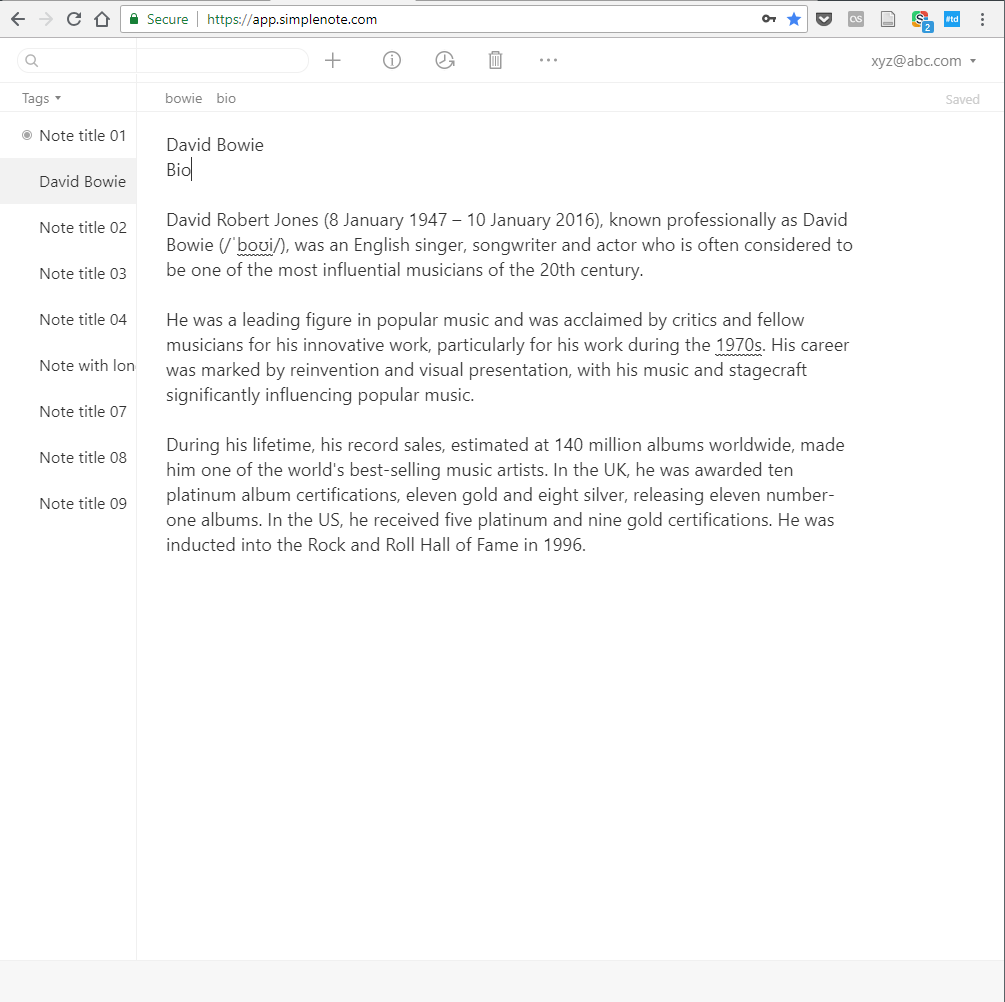 Secure https://app.simplenote.com
2
#td
xyz@abc.com
Tags
bowie bio
Saved
Note title 01
David Bowie
Note title 02
Note title 03
Note title 04
Note with lon
Note title 07
Note title 08
Note title 09
David Bowie
Bio
David Robert Jones (8 January 1947 – 10 January 2016), known professionally as David
Bowie (/ˈboʊi/), was an English singer, songwriter and actor who is often considered to
be one of the most influential musicians of the 20th century.
He was a leading figure in popular music and was acclaimed by critics and fellow
musicians for his innovative work, particularly for his work during the 1970s. His career
was marked by reinvention and visual presentation, with his music and stagecraft
significantly influencing popular music.
During his lifetime, his record sales, estimated at 140 million albums worldwide, made
him one of the world's best-selling music artists. In the UK, he was awarded ten
platinum album certifications, eleven gold and eight silver, releasing eleven number-
one albums. In the US, he received five platinum and nine gold certifications. He was
inducted into the Rock and Roll Hall of Fame in 1996.